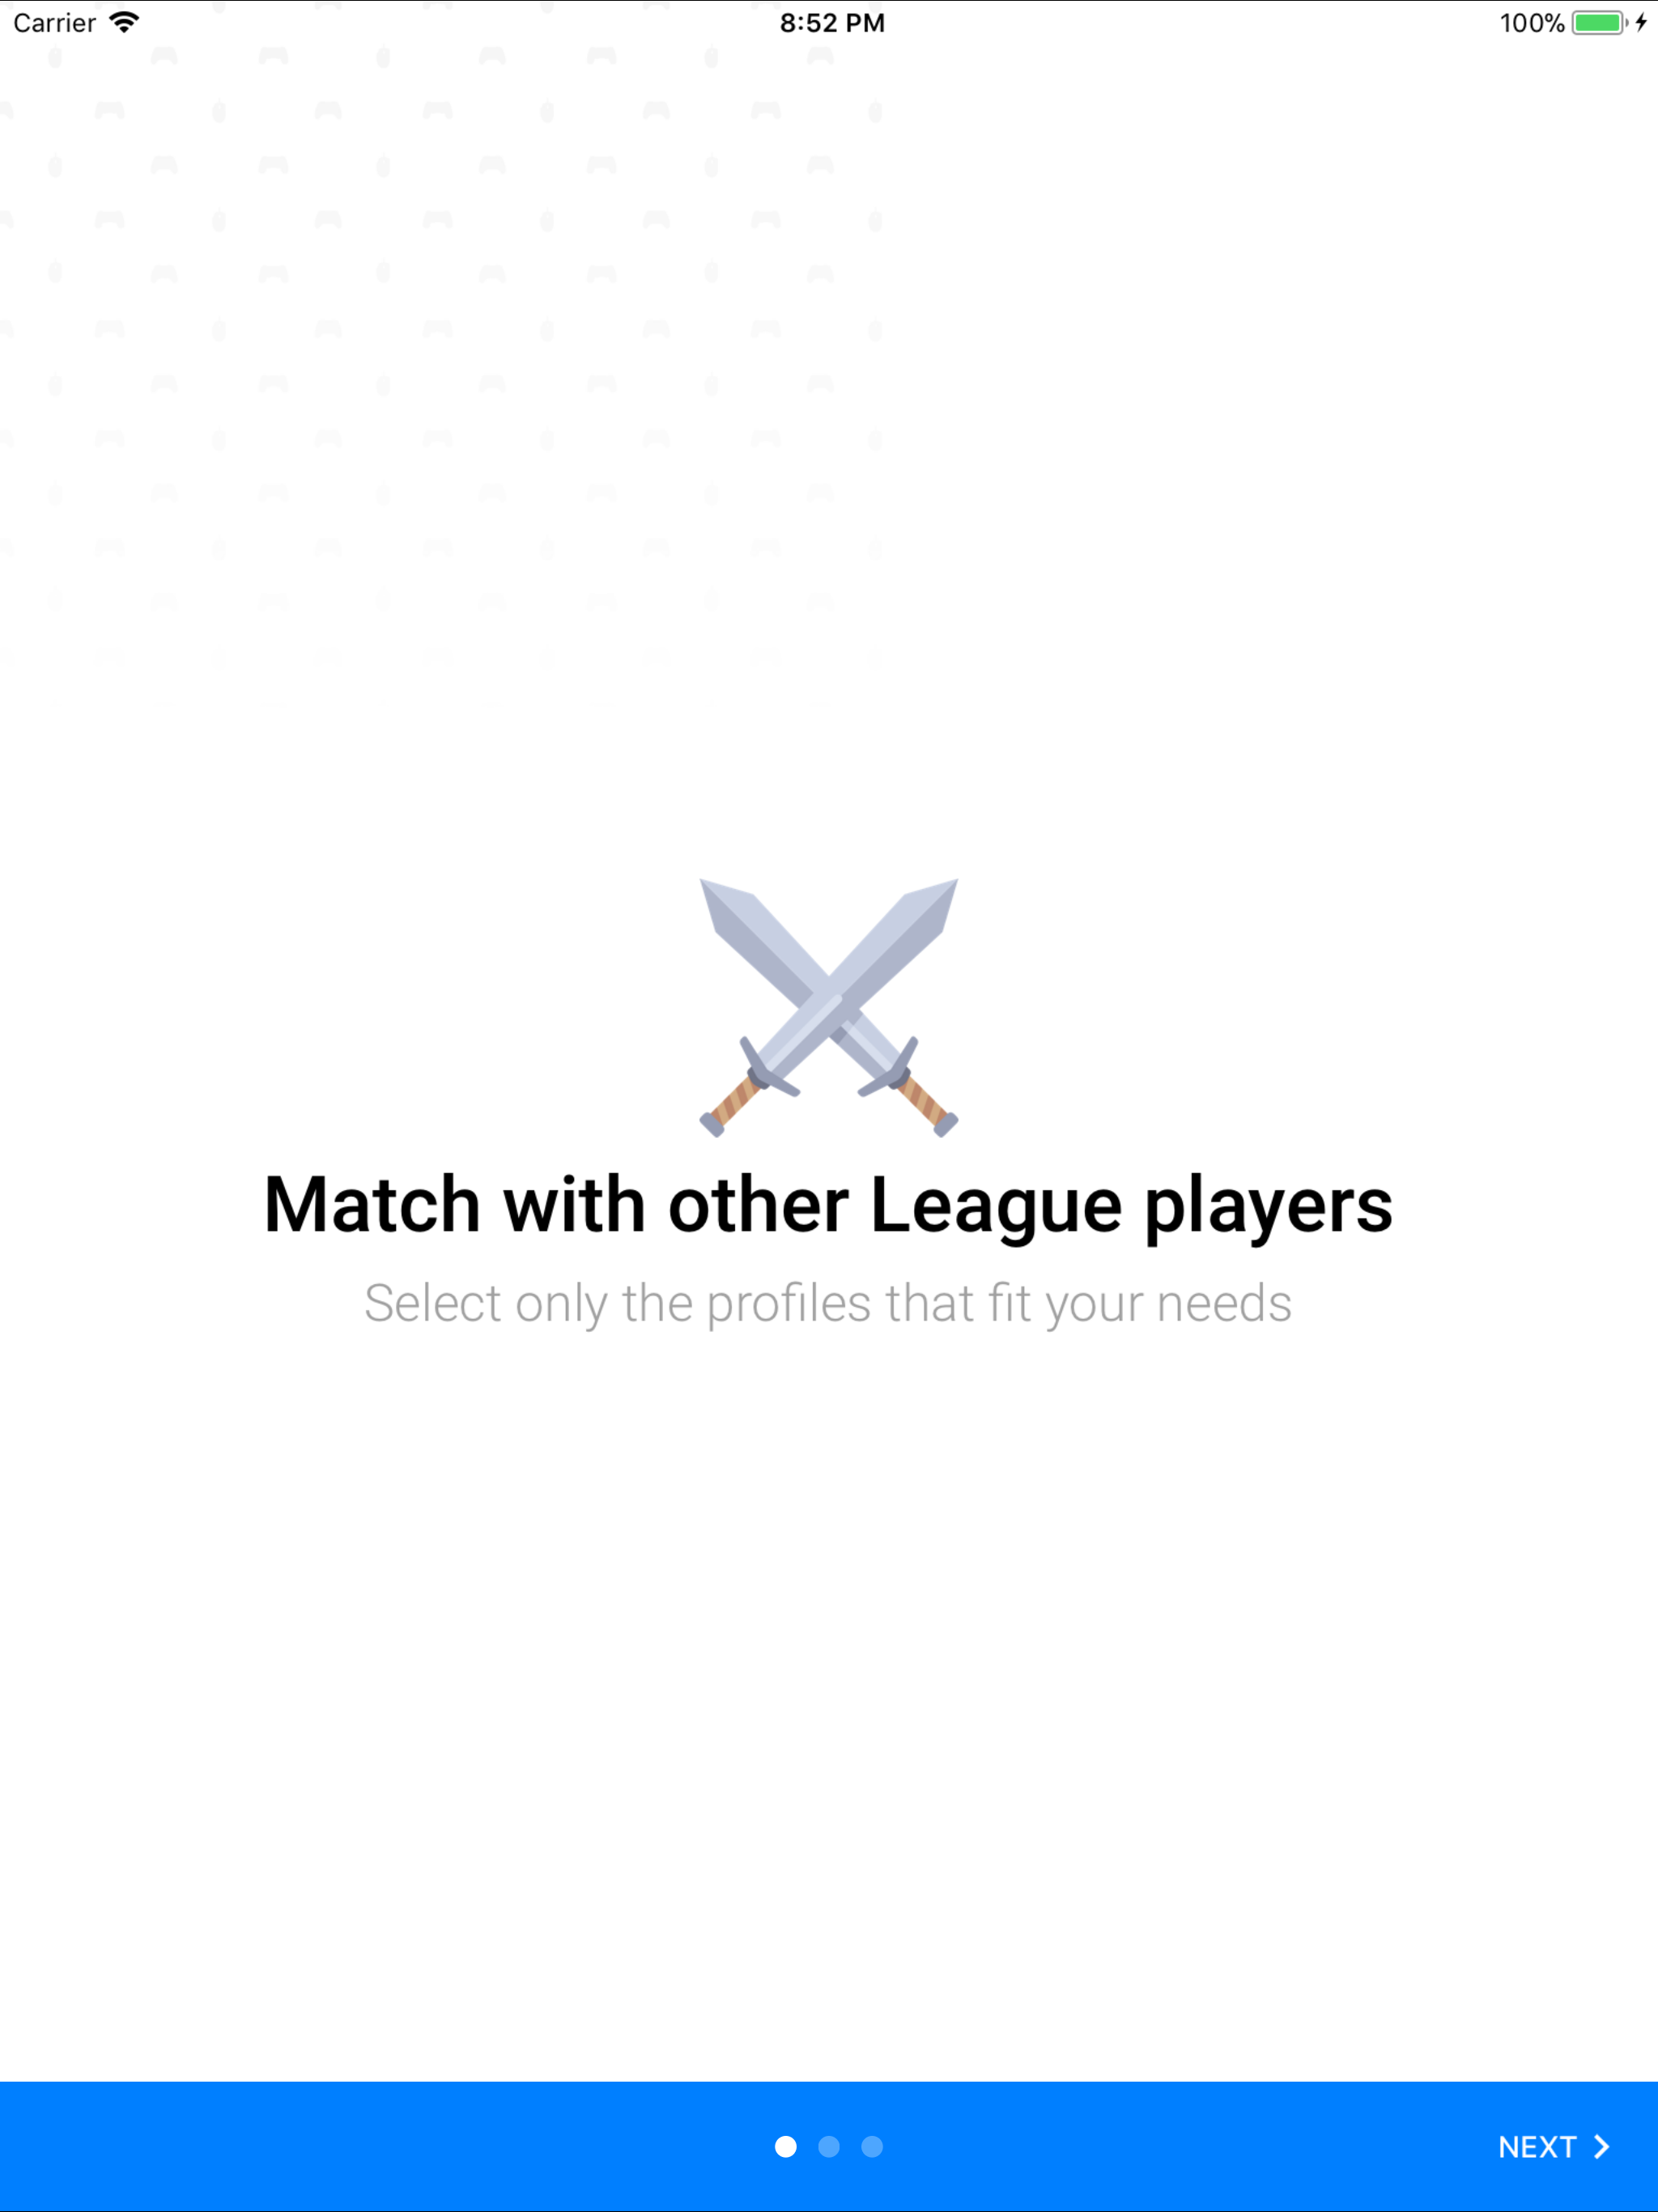 Carrier 8:52 PM 100%
Match with other League players
Select only the profiles that fit your needs
NEXT